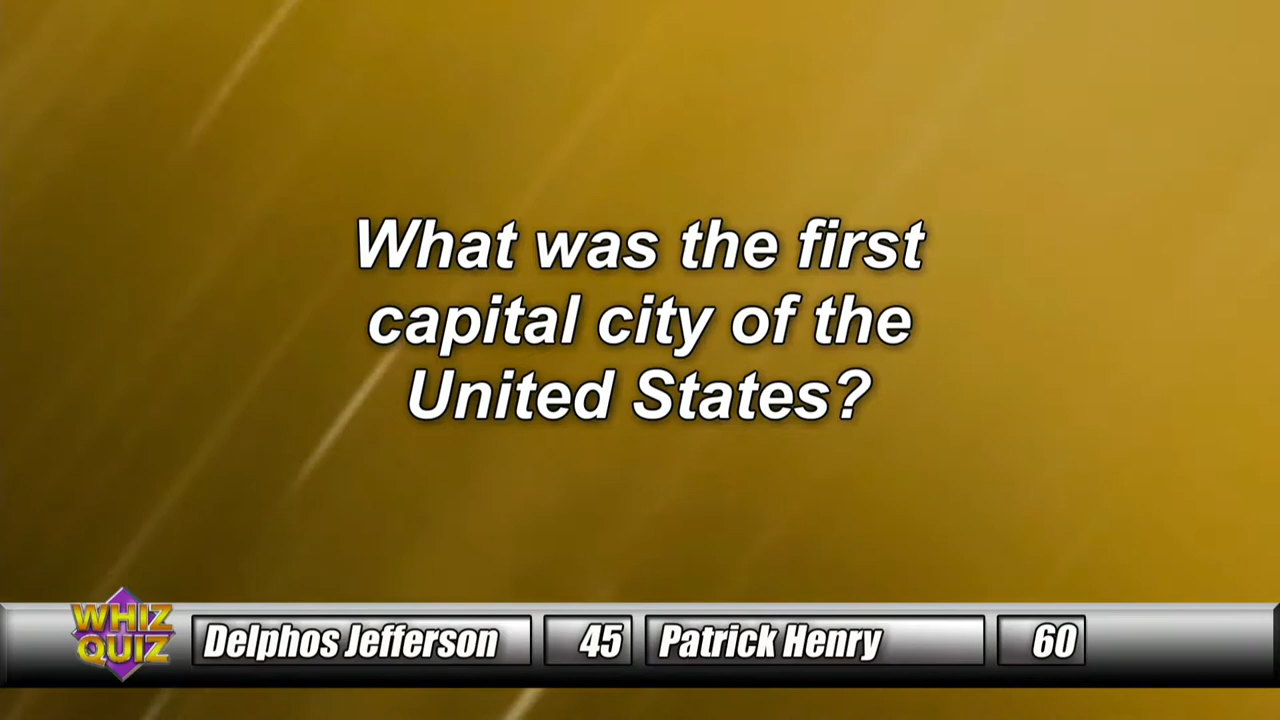 What was the first
capital city of the
United States?
WHIZ
QUIZ
Delphos Jefferson 45 Patrick Henry 60